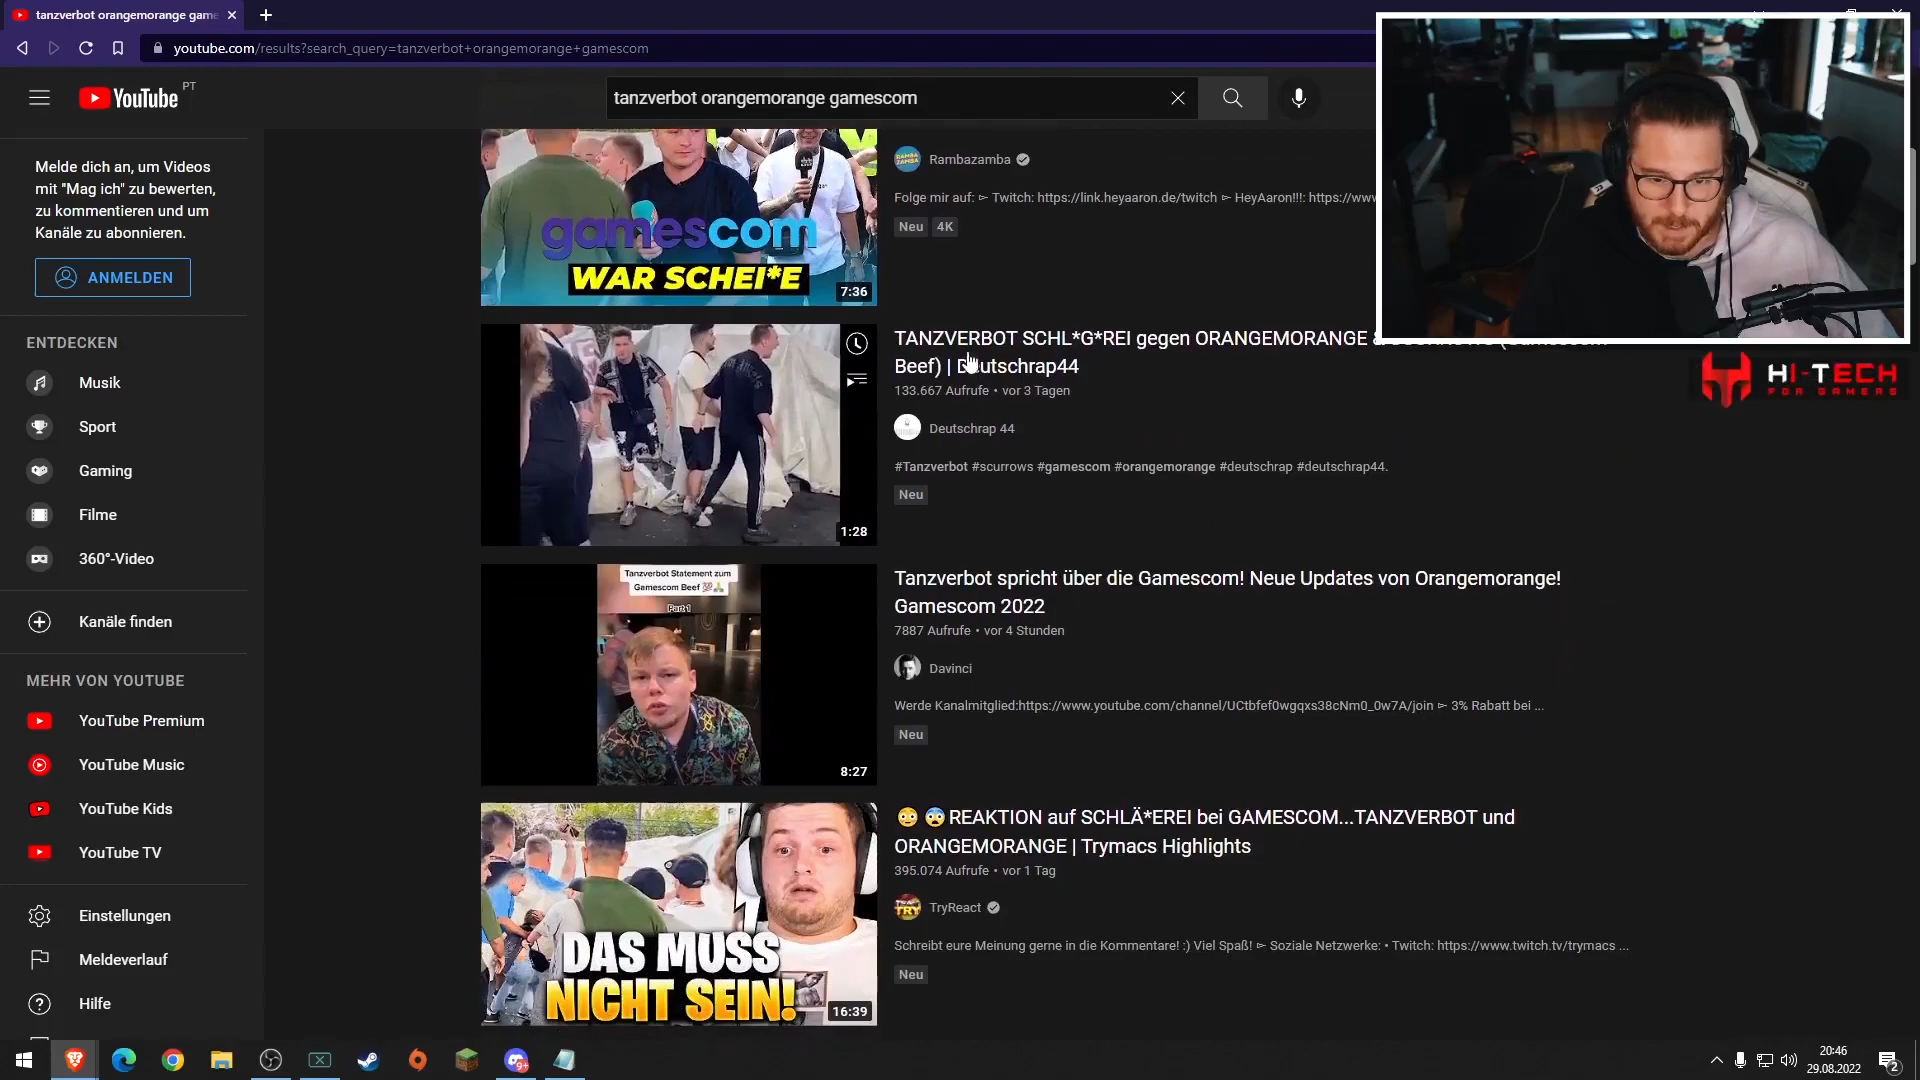 tanzverbot orangemorange game
youtube.com/results?search_query=tanzverbot+orangemorange+gamescom
YouTube PT
tanzverbot orangemorange gamescom
Melde dich an, um Videos
mit "Mag ich" zu bewerten,
zu kommentieren und um
Kanäle zu abonnieren.
ANMELDEN
ENTDECKEN
Musik
Sport
Gaming
Filme
360°-Video
Kanäle finden
MEHR VON YOUTUBE
YouTube Premium
YouTube Music
YouTube Kids
YouTube TV
Einstellungen
Meldeverlauf
Hilfe
gamescom
WAR SCHEI*E
7:36
RAMBA ZAMBA
Rambazamba
Folge mir auf: ➢ Twitch: https://link.heyaaron.de/twitch ➢ HeyAaron!!!: https://www
Neu 4K
1:28
TANZVERBOT SCHL*G*REI gegen ORANGEMORANGE
Beef) | Deutschrap44
133.667 Aufrufe • vor 3 Tagen
Deutschrap 44
#Tanzverbot #scurrows #gamescom #orangemorange #deutschrap #deutschrap44.
Neu
Tanzverbot Statement zum
Gamescom Beef 💯🙏
Part 1
8:27
Tanzverbot spricht über die Gamescom! Neue Updates von Orangemorange!
Gamescom 2022
7887 Aufrufe • vor 4 Stunden
Davinci
Werde Kanalmitglied:https://www.youtube.com/channel/UCtbfef0wgqxs38cNm0_0w7A/join ➢ 3% Rabatt bei ...
Neu
DAS MUSS
NICHT SEIN!
16:39
😳 😨 REAKTION auf SCHLÄ*EREI bei GAMESCOM...TANZVERBOT und
ORANGEMORANGE | Trymacs Highlights
395.074 Aufrufe • vor 1 Tag
TRY
TryReact
Schreibt eure Meinung gerne in die Kommentare! :) Viel Spaß! ➢ Soziale Netzwerke: • Twitch: https://www.twitch.tv/trymacs ...
Neu
HI-TECH
FOR GAMERS
9+
20:46
29.08.2022
2